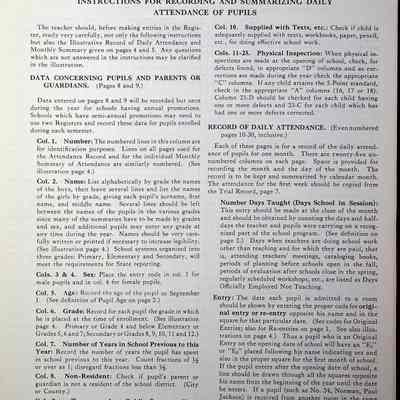 INSTRUCTIONS FOR RECORDING AND SUMMARIZING DAILY
ATTENDANCE OF PUPILS
The teacher should, before making entries in the Register, ready very carefully, not only the following instructions
but also the Illustrative Record of Daily Attendance and
Monthly Summary given on pages 4 and 5. Any questions
which are not answered in the instructions may be clarified
in the
DATA CONCERNING PUPILS AND PARENTS OR
GUARDIANS. (Pages 8 and 9.)
Data entered on pages 8 and 9 will be recorded but once
during the year for schools having annual promotions.
Schools which have semi-annual promotions may need to
use two Registers and record these data for pupils enrolled
during each semester.
Col. 1. Number: The numbered lines in this column are
for identification purposes. Lines on all pages used for
the Attendance Record and for the individual Monthly
Summary of Attendance are similarly numbered. (See
illustration page 4.)
Col. 2. Names: List alphabetically by grade the names
of the boys, then leave several lines and list the names
of the girls by grade, giving each pupil's surname, first
name, and middle name. Several lines should be left
between the names of the pupils in the various grades
since many of the summaries have to be made by grades
and sex, and additional pupils may enter any grade at
any time during the year. Names should be very carefully written or printed if necessary to increase legibility.
(See illustration page 4.) School systems organized into
three grades: Primary, Elementary and Secondary, will
meet the requirements for State reporting.
Cols. 3 & 4. Sex: Place the entry code in col. 3 for
male pupils and in col. 4 for female pupils.
Col. 5. Age: Record the age of the pupil on September
1. (See definition of Pupil Age on page 2.)
Col. 6. Grade: Record for each pupil the grade in which
he is placed at the time of enrollment. (See illustration
page 4. Primary or Grade 4 and below Elementary or
Grades 5, 6 and 7; Secondary or Grades 8, 9, 10, 11 and 12.)
Col. 7. Number of Years in School Previous to this
Year: Record the number of years the pupil has spent
in school previous to this year. Count fractions of ½
or over as 1; disregard fractions less than ½.
Col. 8. Non-Resident: Check if pupil's parent or
guardian is not a resident of the school district. (City
or County.)
Col. 10. Supplied with Texts, etc.: Check if child is
adequately supplied with texts, workbooks, paper, pencil,
etc., for doing effective school work.
Cols. 11-25. Physical Inspection: When physical inspections are made at the opening of school, check, for
defects found, in appropriate "D" columns and as corrections are made during the year check the appropriate
"C" columns. If any child attains the 5-Point standard,
check in the appropriate "A" columns (16, 17 or 18).
Column 25-D should be checked for each child having
one or more defects and 25-C for each child which has
had one or more defects corrected.
RECORD OF DAILY ATTENDANCE. (Even numbered
pages 10-30, inclusive.)
Each of these pages is for a record of the daily attendance of pupils for one month. There are twenty-five unnumbered columns on each page. Space is provided for
recording the month and the day of the month. The
record is to be kept and summarized by calendar month.
The attendance for the first week should be copied from
the Trial Record, page 7.
Number Days Taught (Days School in Session):
This entry should be made at the close of the month
and should be obtained by counting the days and half-
days the teacher and pupils were carrying on a recognized part of the school program. (See definition on
page 2.) Days when teachers are doing school work
other than teaching and for which they are paid, that
is, attending teachers' meetings, cataloging books,
periods of planning before schools open in the fall,
periods of evaluation after schools close in the spring,
regularly scheduled workshops, etc., are listed as Days
Officially Employed Not Teaching.
Entry: The date each pupil is admitted to a room
should be shown by entering the proper code for original entry or re-entry opposite his name and in the
square for that particular date. (See codes for Original
Entries; also for Re-entries on page 1. See also illustrations on page 4.) Thus a pupil who is an Original
Entry on the opening date of school will have an "E₁"
or "E₂" placed following his name indicating sex and
also in the proper square for the first month of school.
If the pupil enters after the opening date of school, a
line should be drawn through all the squares opposite
his name from the beginning of the year until the date
he enters. If a pupil (such as No. 34, Norman, Van
Jackson) is received from another room in the same